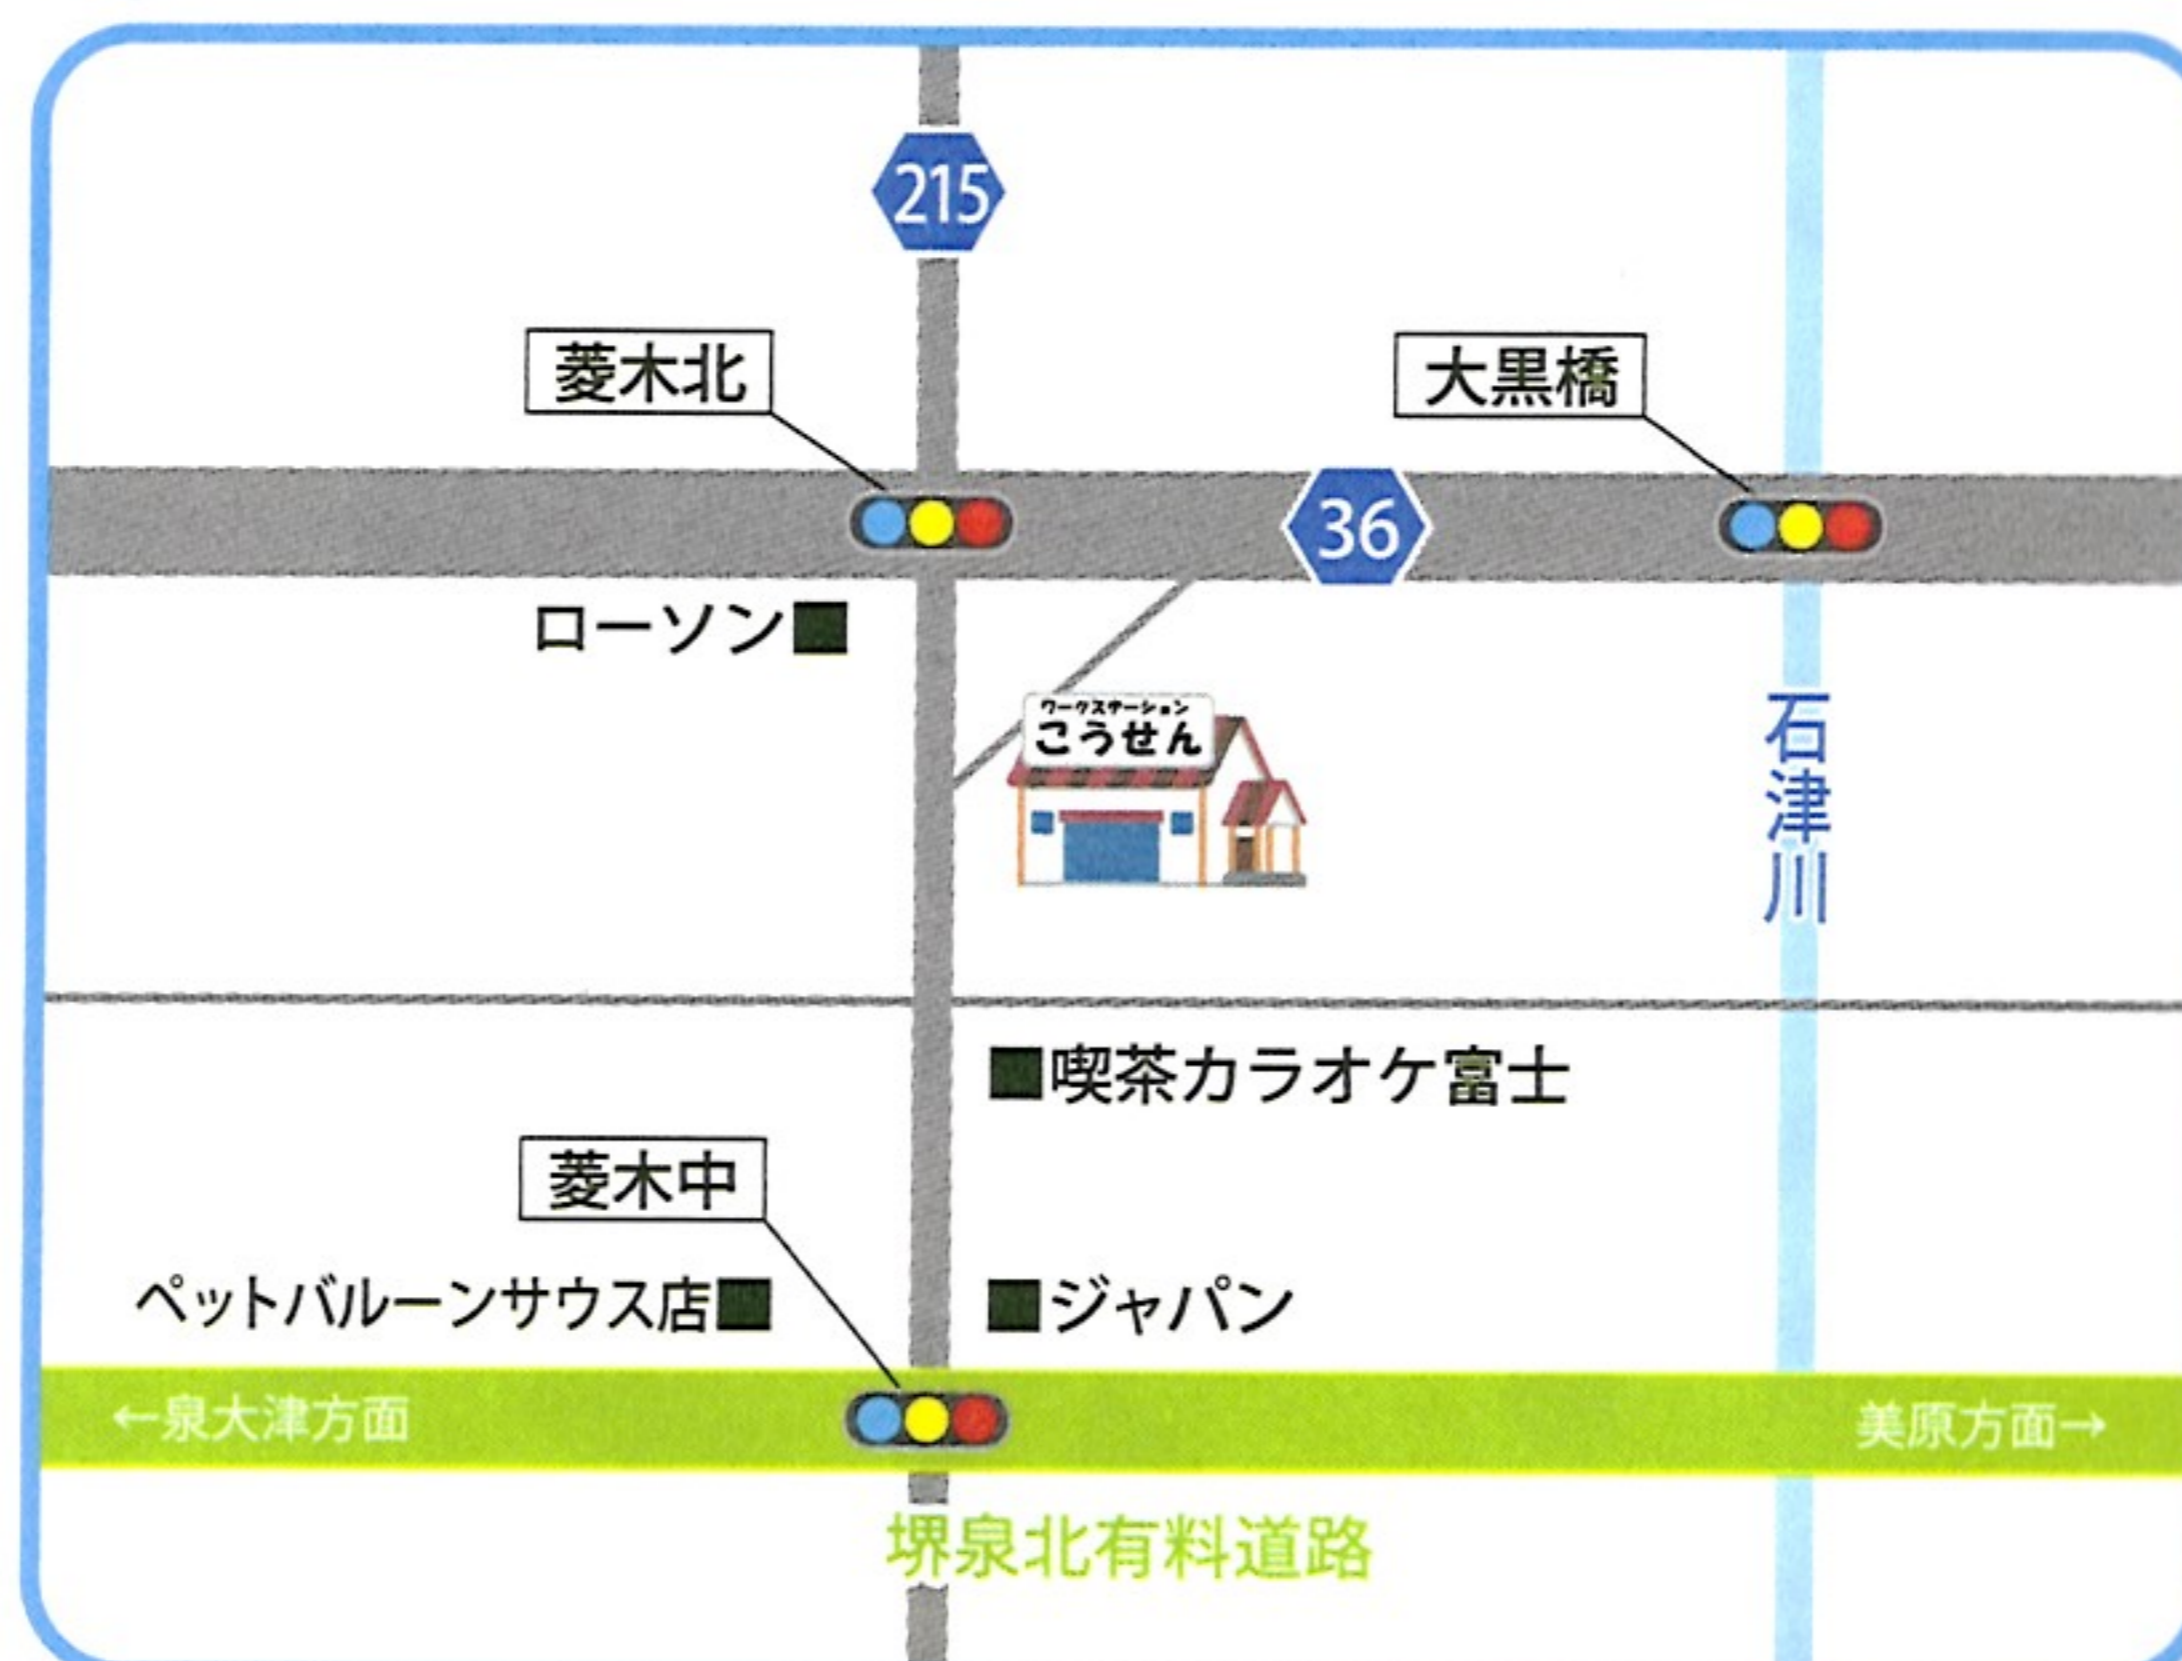 215
菱木北
大黒橋
36
ローソン
ワークステーション
こうせん
石津川
喫茶カラオケ富士
菱木中
ペットバルーンサウス店
ジャパン
←泉大津方面
美原方面→
堺泉北有料道路